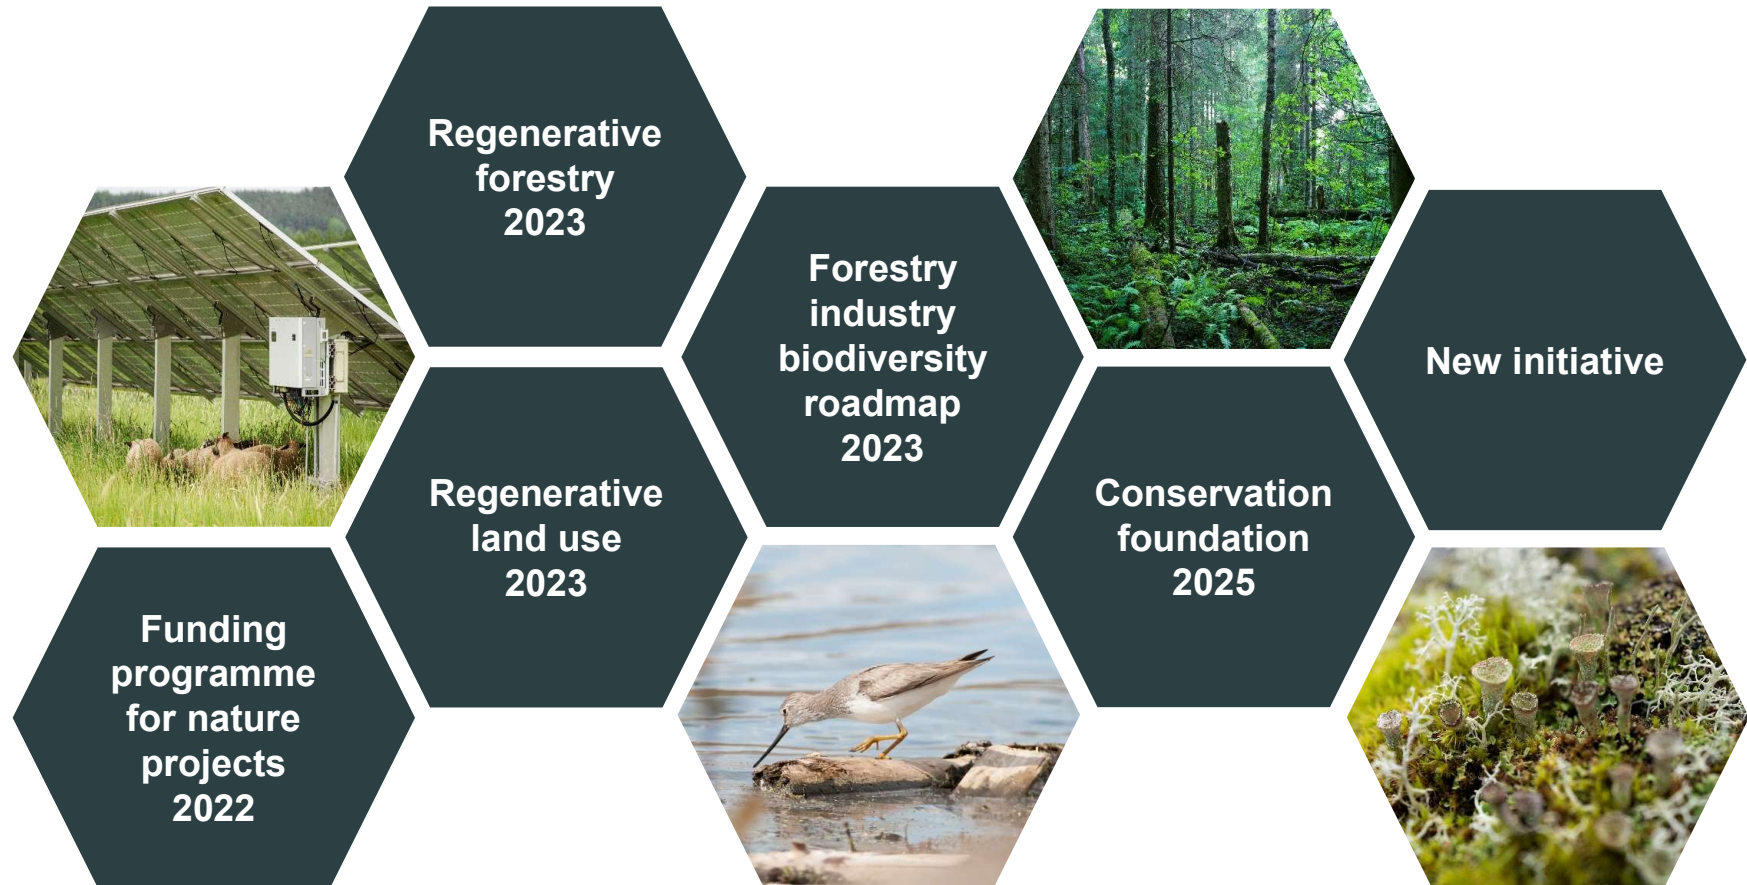 Regenerative
forestry
2023
Forestry
industry
biodiversity
roadmap
2023
New initiative
Regenerative
land use
2023
Conservation
foundation
2025
Funding
programme
for nature
projects
2022